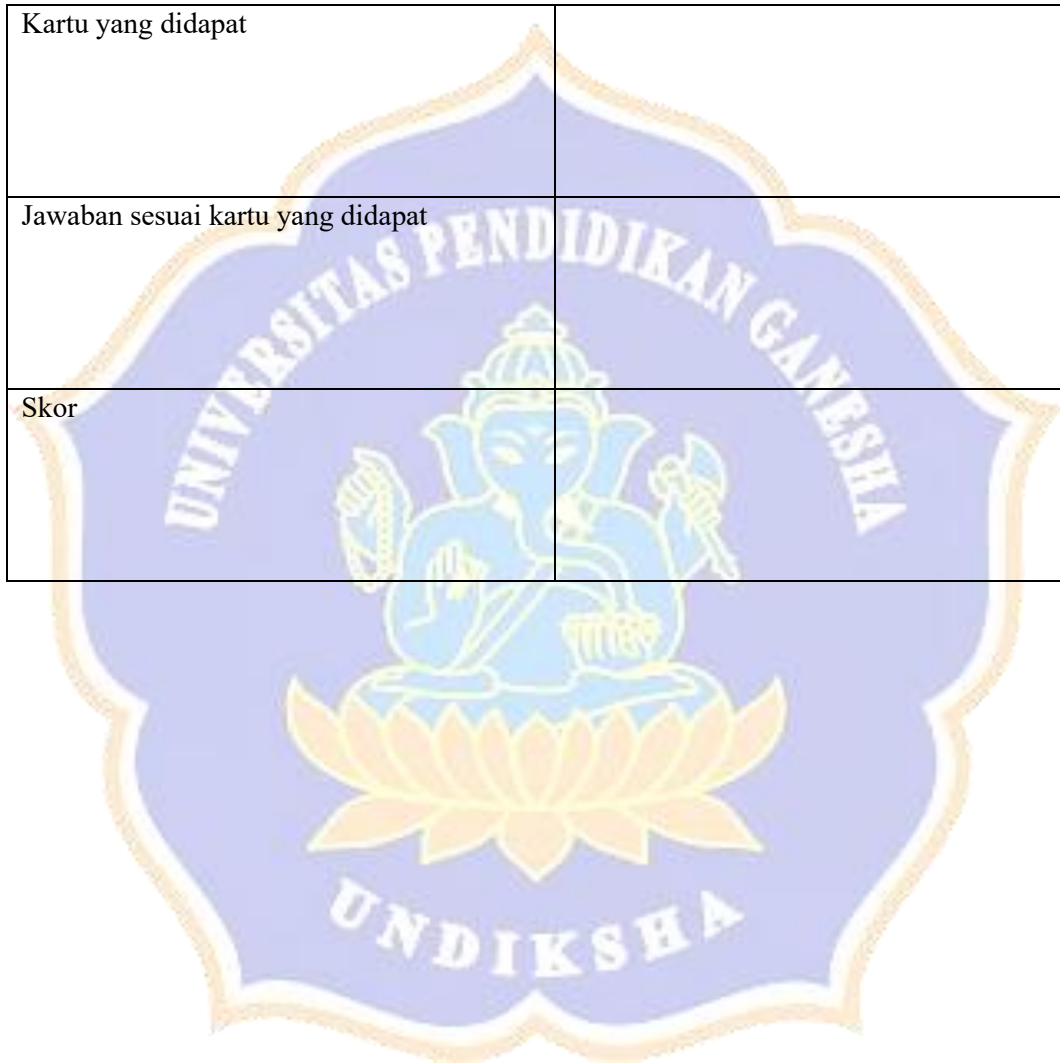 Kartu yang didapat
Jawaban sesuai kartu yang didapat
UNIVERSITAS PENDIDIKAN GANESHA
Skor
UNDIKSHA